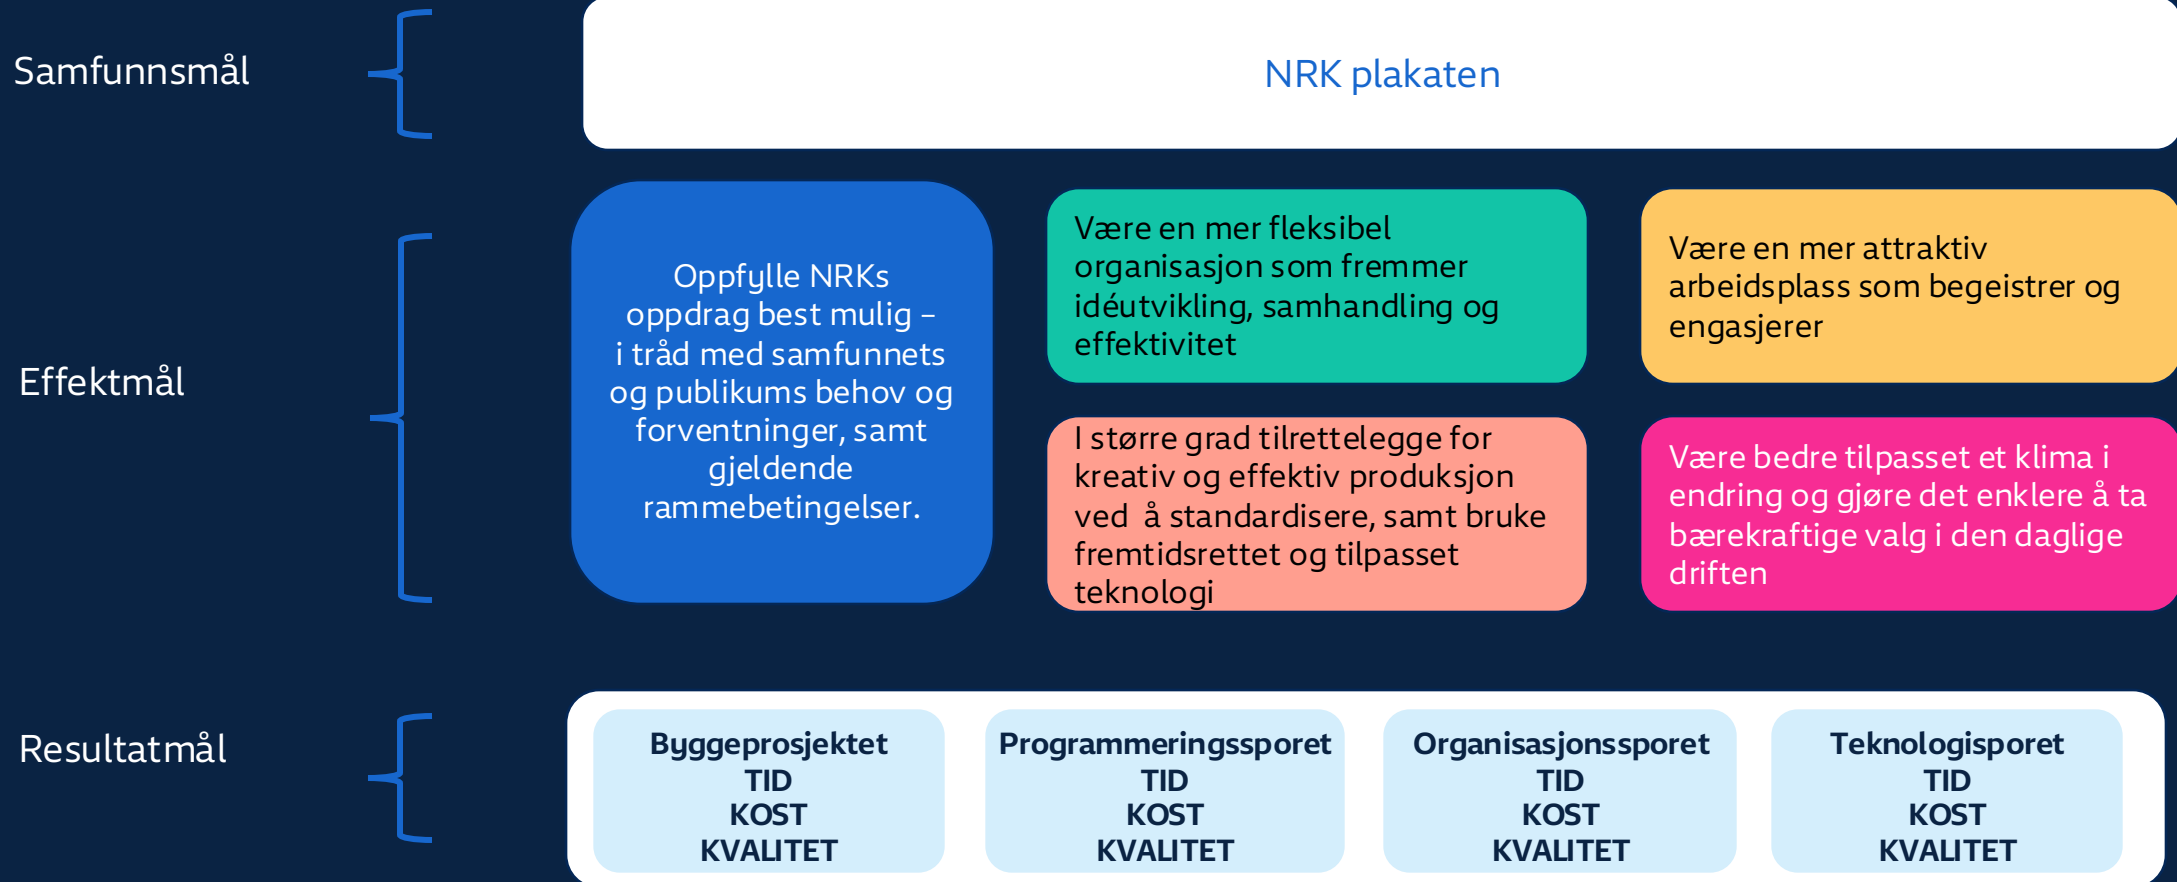 Samfunnsmål
NRK plakaten
Effektmål
Oppfylle NRKs
oppdrag best mulig –
i tråd med samfunnets
og publikums behov og
forventninger, samt
gjeldende
rammebetingelser.
Være en mer fleksibel
organisasjon som fremmer
idéutvikling, samhandling og
effektivitet
Være en mer attraktiv
arbeidsplass som begeistrer og
engasjerer
I større grad tilrettelegge for
kreativ og effektiv produksjon
ved å standardisere, samt bruke
fremtidsrettet og tilpasset
teknologi
Være bedre tilpasset et klima i
endring og gjøre det enklere å ta
bærekraftige valg i den daglige
driften
Resultatmål
Byggeprosjektet
TID
KOST
KVALITET
Programmeringssporet
TID
KOST
KVALITET
Organisasjonssporet
TID
KOST
KVALITET
Teknologisporet
TID
KOST
KVALITET